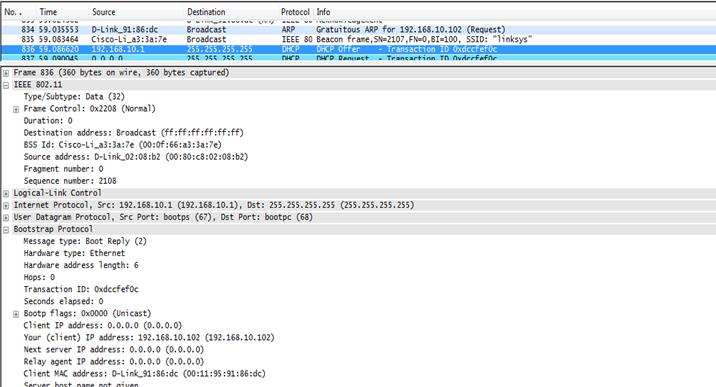 No. Time Source Destination Protocol Info
834 59.035553 D-Link_91:86:dc Broadcast ARP Gratuitous ARP for 192.168.10.102 (Request)
835 59.083464 Cisco-Li_a3:3a:7e Broadcast IEEE 80 Beacon frame,SN=2107,FN=0,BI=100, SSID: "linksys"
836 59.086620 192.168.10.1 255.255.255.255 DHCP DHCP Offer - Transaction ID 0xdccfef0c
837 59.090045 0.0.0.0 255.255.255.255 DHCP DHCP Request - Transaction ID 0xdccfef0c
Frame 836 (360 bytes on wire, 360 bytes captured)
IEEE 802.11
Type/Subtype: Data (32)
Frame Control: 0x2208 (Normal)
Duration: 0
Destination address: Broadcast (ff:ff:ff:ff:ff:ff)
BSS Id: Cisco-Li_a3:3a:7e (00:0f:66:a3:3a:7e)
Source address: D-Link_02:08:b2 (00:80:c8:02:08:b2)
Fragment number: 0
Sequence number: 2108
Logical-Link Control
Internet Protocol, Src: 192.168.10.1 (192.168.10.1), Dst: 255.255.255.255 (255.255.255.255)
User Datagram Protocol, Src Port: bootps (67), Dst Port: bootpc (68)
Bootstrap Protocol
Message type: Boot Reply (2)
Hardware type: Ethernet
Hardware address length: 6
Hops: 0
Transaction ID: 0xdccfef0c
Seconds elapsed: 0
Bootp flags: 0x0000 (Unicast)
Client IP address: 0.0.0.0 (0.0.0.0)
Your (client) IP address: 192.168.10.102 (192.168.10.102)
Next server IP address: 0.0.0.0 (0.0.0.0)
Relay agent IP address: 0.0.0.0 (0.0.0.0)
Client MAC address: D-Link_91:86:dc (00:11:95:91:86:dc)
Server host name not given